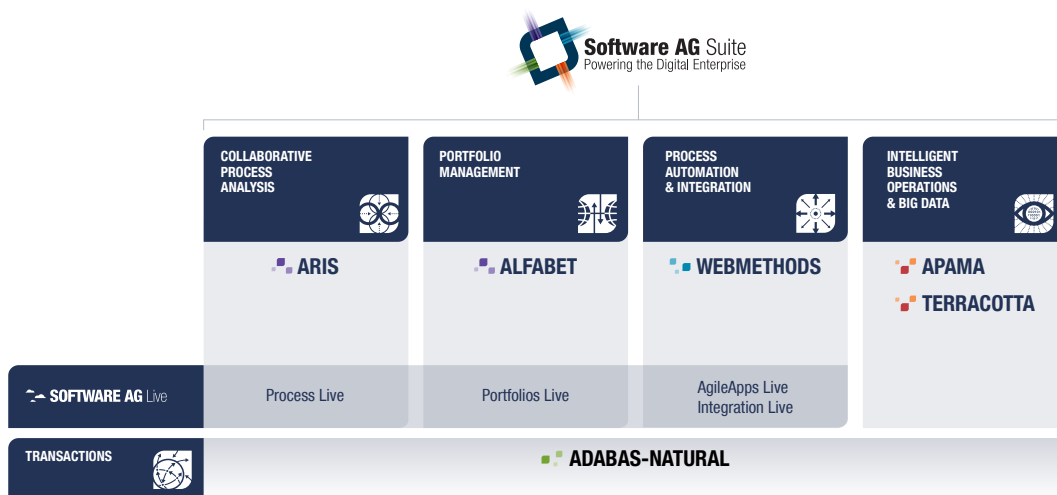 Software AG Suite
Powering the Digital Enterprise
COLLABORATIVE
PROCESS
ANALYSIS
PORTFOLIO
MANAGEMENT
PROCESS
AUTOMATION
& INTEGRATION
INTELLIGENT
BUSINESS
OPERATIONS
& BIG DATA
ARIS
ALFABET
WEBMETHODS
APAMA
TERRACOTTA
SOFTWARE AG Live
Process Live
Portfolios Live
AgileApps Live
Integration Live
TRANSACTIONS
ADABAS-NATURAL